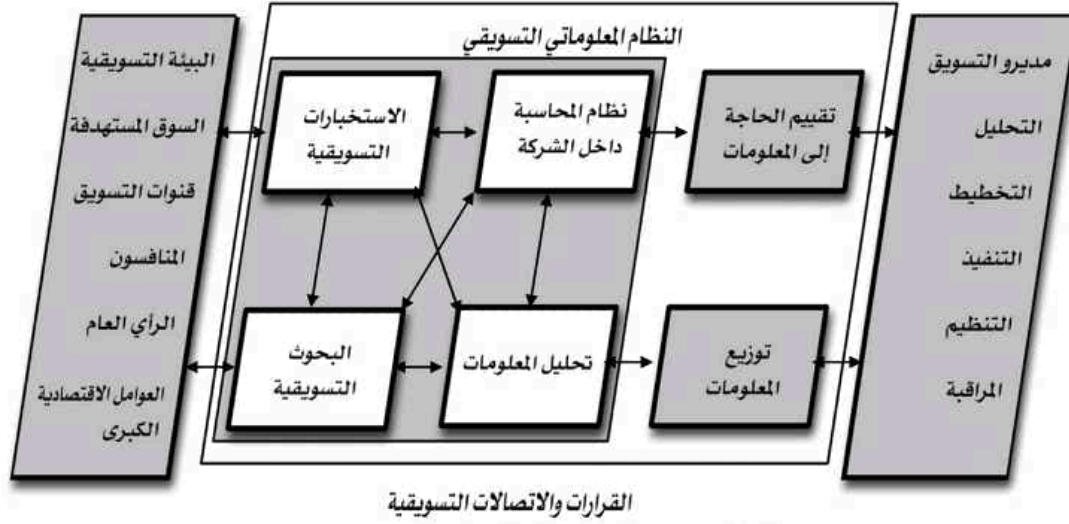 النظام المعلوماتي التسويقي
مديرو التسويق
التحليل
التخطيط
التنفيذ
التنظيم
المراقبة
تقييم الحاجة
إلى المعلومات
نظام المحاسبة
داخل الشركة
الاستخبارات
التسويقية
توزيع
المعلومات
تحليل المعلومات
البحوث
التسويقية
البيئة التسويقية
السوق المستهدفة
قنوات التسويق
المنافسون
الرأي العام
العوامل الاقتصادية
الكبرى
القرارات والاتصالات التسويقية